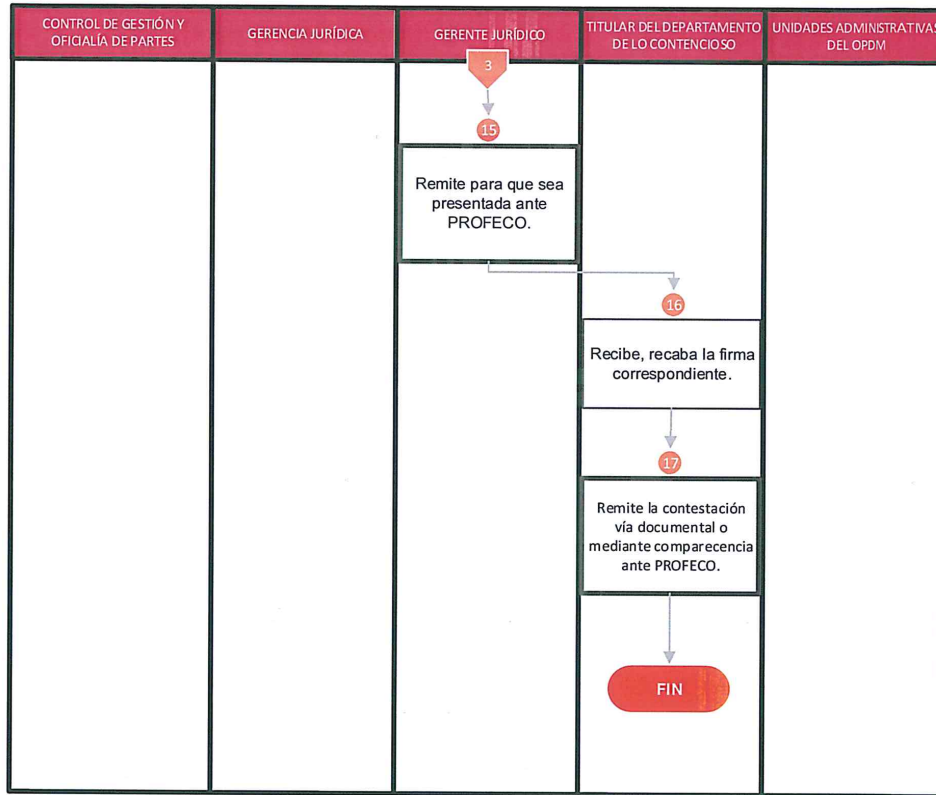 CONTROL DE GESTIÓN Y
OFICIALÍA DE PARTES
GERENCIA JURÍDICA
GERENTE JURÍDICO
TITULAR DEL DEPARTAMENTO
DE LO CONTENCIOSO
UNIDADES ADMINISTRATIVAS
DEL OPDM
3
15
Remite para que sea
presentada ante
PROFECO.
16
Recibe, recaba la firma
correspondiente.
17
Remite la contestación
vía documental o
mediante comparecencia
ante PROFECO.
FIN